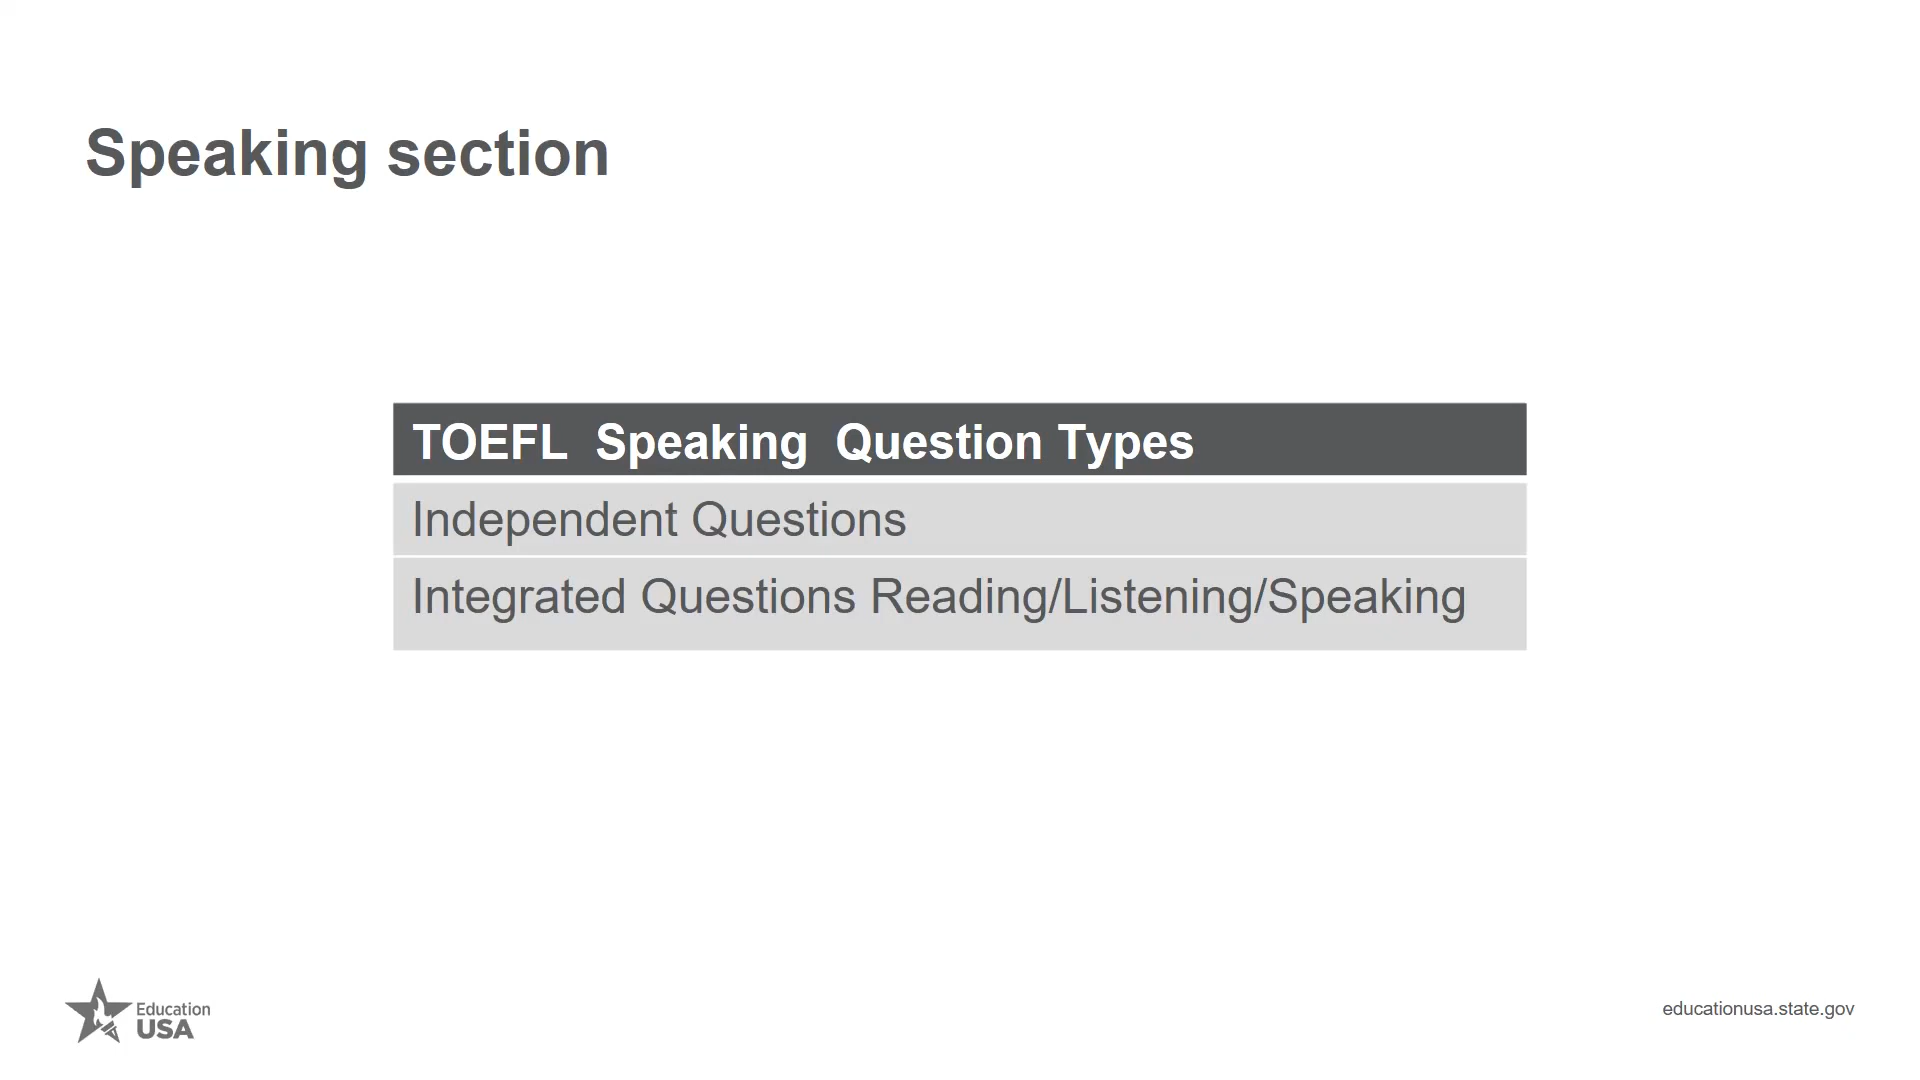 Speaking section
TOEFL  Speaking  Question Types
Independent Questions
Integrated Questions Reading/Listening/Speaking
Education
USA
educationusa.state.gov